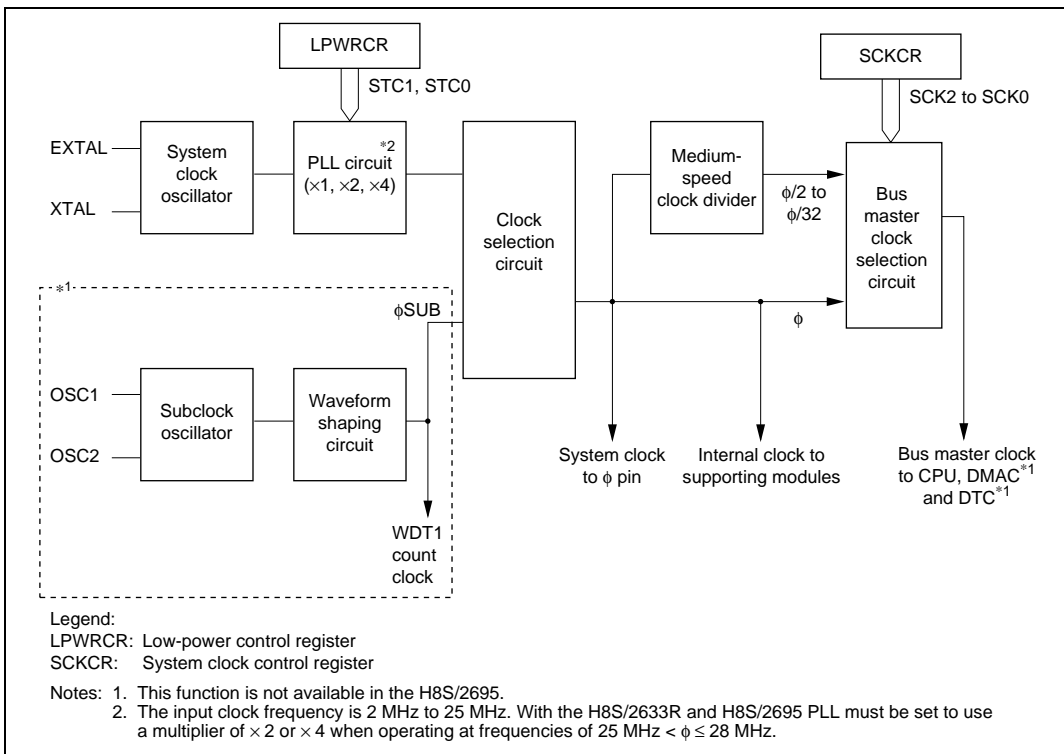 LPWRCR
STC1, STC0
SCKCR
SCK2 to SCK0
EXTAL
XTAL
System
clock
oscillator
*2
PLL circuit
(×1, ×2, ×4)
Clock
selection
circuit
Medium-
speed
clock divider
ϕ/2 to
ϕ/32
Bus
master
clock
selection
circuit
ϕ
*1
ϕSUB
OSC1
OSC2
Subclock
oscillator
Waveform
shaping
circuit
WDT1
count
clock
System clock
to ϕ pin
Internal clock to
supporting modules
Bus master clock
to CPU, DMAC*1
and DTC*1
Legend:
LPWRCR: Low-power control register
SCKCR: System clock control register
Notes: 1. This function is not available in the H8S/2695.
2. The input clock frequency is 2 MHz to 25 MHz. With the H8S/2633R and H8S/2695 PLL must be set to use
a multiplier of × 2 or × 4 when operating at frequencies of 25 MHz < ϕ ≤ 28 MHz.